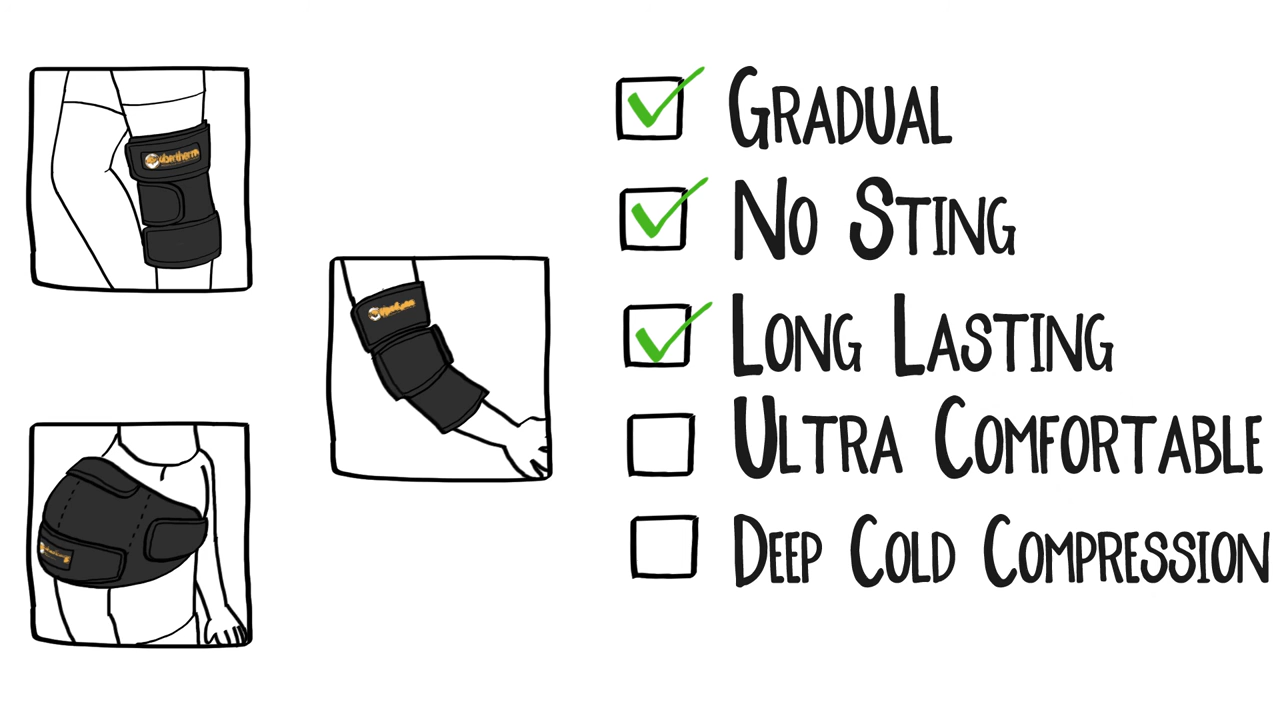 GRADUAL
NO STING
LONG LASTING
ULTRA COMFORTABLE
DEEP COLD COMPRESSION